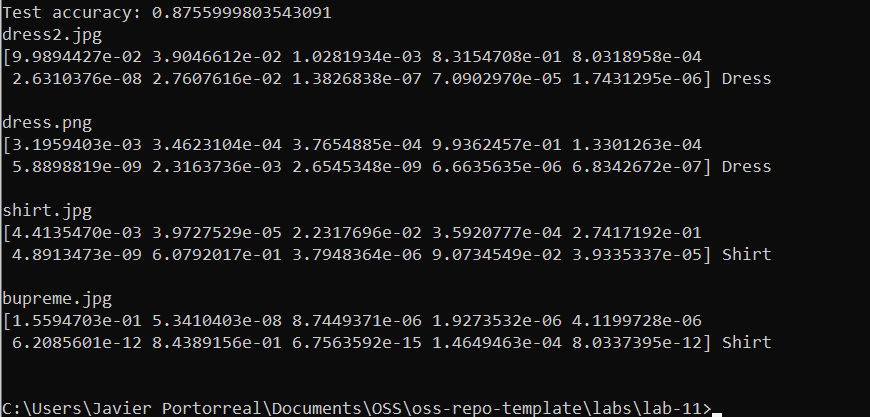 Test accuracy: 0.8755999803543091
dress2.jpg
[9.9894427e-02 3.9046612e-02 1.0281934e-03 8.3154708e-01 8.0318958e-04
2.6310376e-08 2.7607616e-02 1.3826838e-07 7.0902970e-05 1.7431295e-06] Dress
dress.png
[3.1959403e-03 3.4623104e-04 3.7654885e-04 9.9362457e-01 1.3301263e-04
5.8898819e-09 2.3163736e-03 2.6545348e-09 6.6635635e-06 6.8342672e-07] Dress
shirt.jpg
[4.4135470e-03 3.9727529e-05 2.2317696e-02 3.5920777e-04 2.7417192e-01
4.8913473e-09 6.0792017e-01 3.7948364e-06 9.0734549e-02 3.9335337e-05] Shirt
bupreme.jpg
[1.5594703e-01 5.3410403e-08 8.7449371e-06 1.9273532e-06 4.1199728e-06
6.2085601e-12 8.4389156e-01 6.7563592e-15 1.4649463e-04 8.0337395e-12] Shirt
C:\Users\Javier Portorreal\Documents\OSS\oss-repo-template\labs\lab-11>